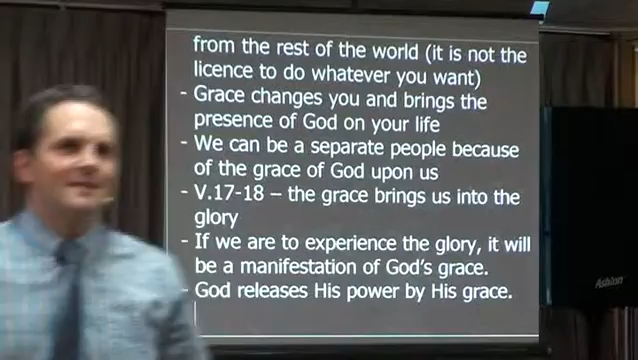 from the rest of the world (it is not the
licence to do whatever you want)
- Grace changes you and brings the
presence of God on your life
- We can be a separate people because
of the grace of God upon us
- V.17-18 – the grace brings us into the
glory
- If we are to experience the glory, it will
be a manifestation of God's grace.
- God releases His power by His grace.
Ashton